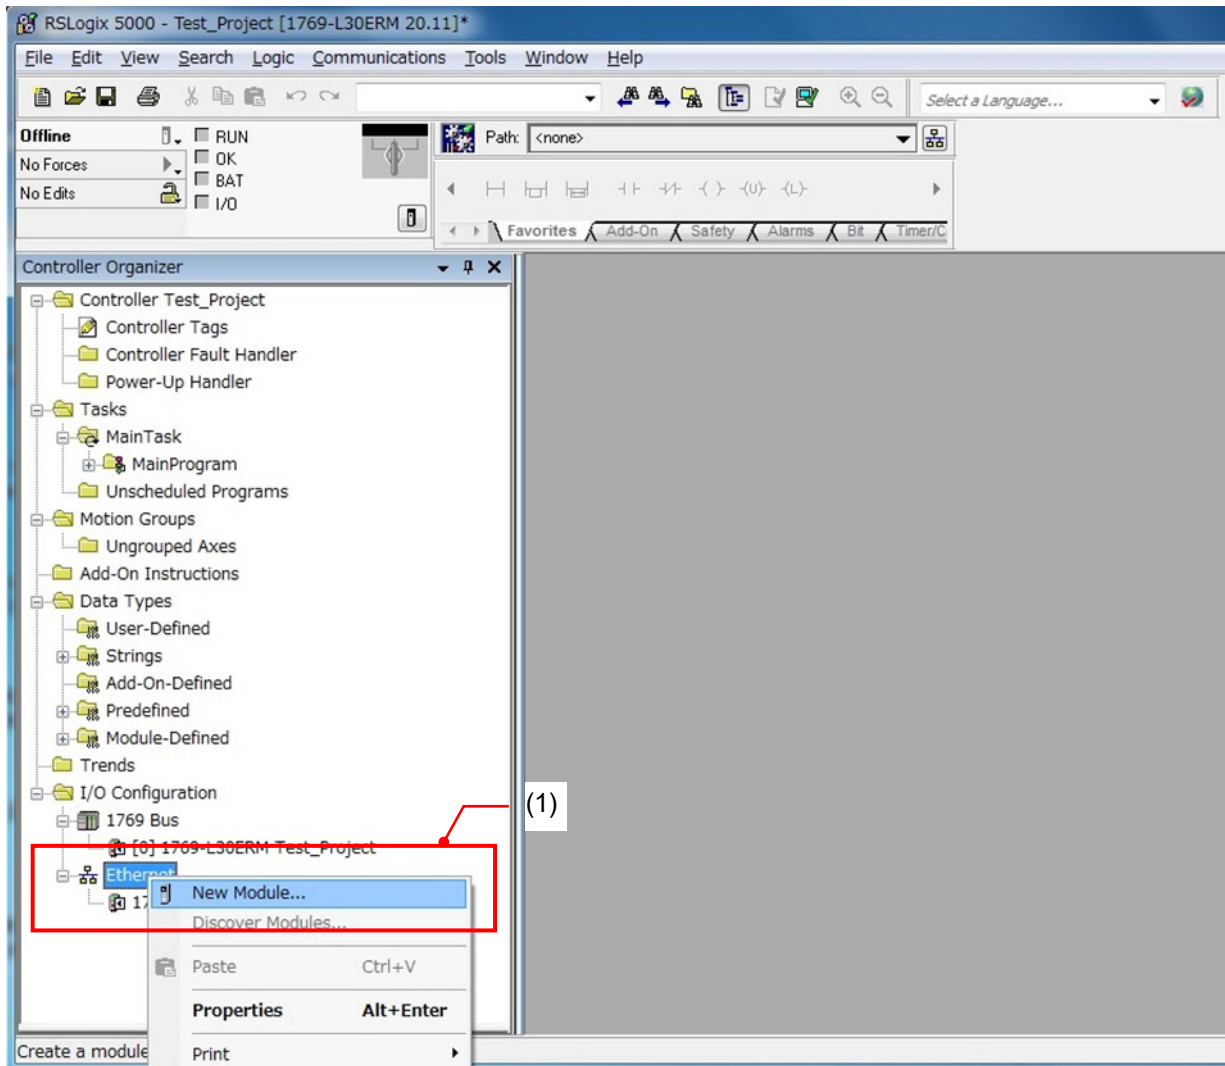 RSLogix 5000 - Test_Project [1769-L30ERM 20.11]*
File Edit View Search Logic Communications Tools Window Help
Select a Language...
Offline
RUN
Path: <none>
No Forces
OK
BAT
No Edits
I/O
Favorites Add-On Safety Alarms Bit Timer/C
Controller Organizer
Controller Test_Project
Controller Tags
Controller Fault Handler
Power-Up Handler
Tasks
MainTask
MainProgram
Unscheduled Programs
Motion Groups
Ungrouped Axes
Add-On Instructions
Data Types
User-Defined
Strings
Add-On-Defined
Predefined
Module-Defined
Trends
I/O Configuration
(1)
1769 Bus
[0] 1769-L30ERM Test_Project
Ethernet
New Module...
17
Discover Modules...
Paste Ctrl+V
Properties Alt+Enter
Create a module
Print